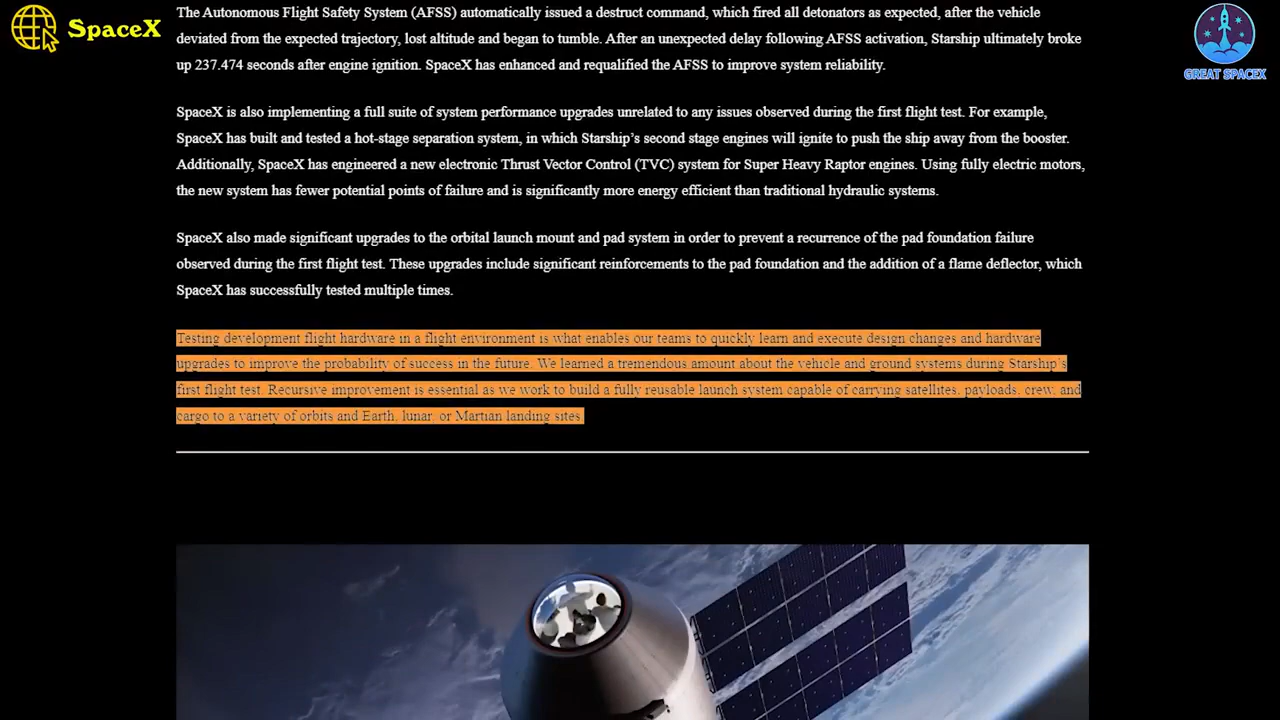 SpaceX
GREAT SPACEX
The Autonomous Flight Safety System (AFSS) automatically issued a destruct command, which fired all detonators as expected, after the vehicle
deviated from the expected trajectory, lost altitude and began to tumble. After an unexpected delay following AFSS activation, Starship ultimately broke
up 237.474 seconds after engine ignition. SpaceX has enhanced and requalified the AFSS to improve system reliability.
SpaceX is also implementing a full suite of system performance upgrades unrelated to any issues observed during the first flight test. For example,
SpaceX has built and tested a hot-stage separation system, in which Starship’s second stage engines will ignite to push the ship away from the booster.
Additionally, SpaceX has engineered a new electronic Thrust Vector Control (TVC) system for Super Heavy Raptor engines. Using fully electric motors,
the new system has fewer potential points of failure and is significantly more energy efficient than traditional hydraulic systems.
SpaceX also made significant upgrades to the orbital launch mount and pad system in order to prevent a recurrence of the pad foundation failure
observed during the first flight test. These upgrades include significant reinforcements to the pad foundation and the addition of a flame deflector, which
SpaceX has successfully tested multiple times.
Testing development flight hardware in a flight environment is what enables our teams to quickly learn and execute design changes and hardware
upgrades to improve the probability of success in the future. We learned a tremendous amount about the vehicle and ground systems during Starship’s
first flight test. Recursive improvement is essential as we work to build a fully reusable launch system capable of carrying satellites, payloads, crew, and
cargo to a variety of orbits and Earth, lunar, or Martian landing sites.